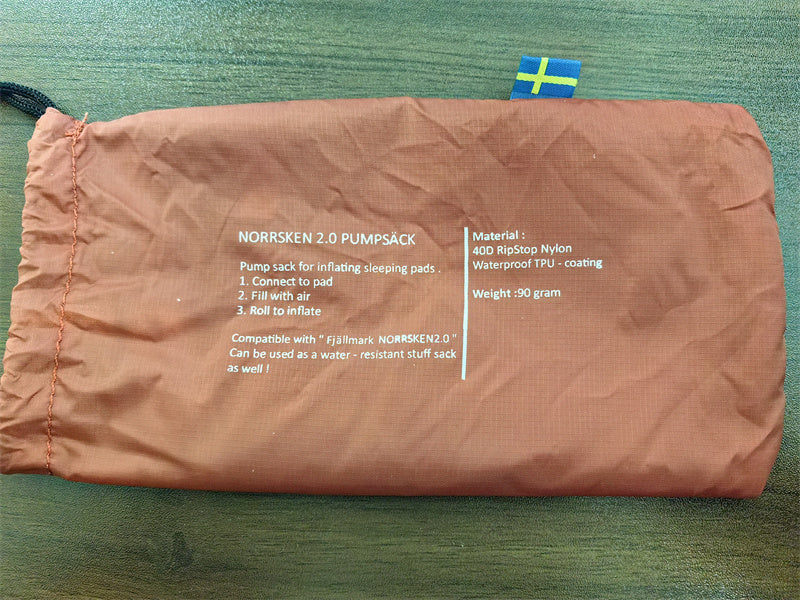 NORRSKEN 2.0 PUMPSÄCK
Pump sack for inflating sleeping pads .
1. Connect to pad
2. Fill with air
3. Roll to inflate
Compatible with " Fjällmark NORRSKEN2.0 "
Can be used as a water - resistant stuff sack
as well !
Material :
40D RipStop Nylon
Waterproof TPU - coating
Weight :90 gram